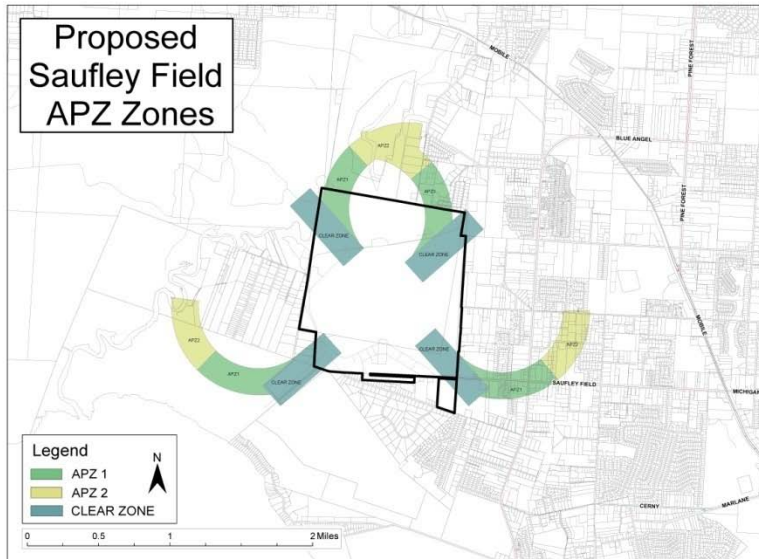 Proposed
Saufley Field
APZ Zones
MOBILE
PINE FOREST
BLUE ANGEL
APZ2
APZ1
APZ1
PINE FOREST
CLEAR ZONE
CLEAR ZONE
MOBILE
APZ2
APZ2
CLEAR ZONE
APZ1
CLEAR ZONE
APZ1
SAUFLEY FIELD
MICHIGAN
Legend
APZ 1
APZ 2
CLEAR ZONE
N
CERNY
MARLANE
0 0.5 1 2 Miles